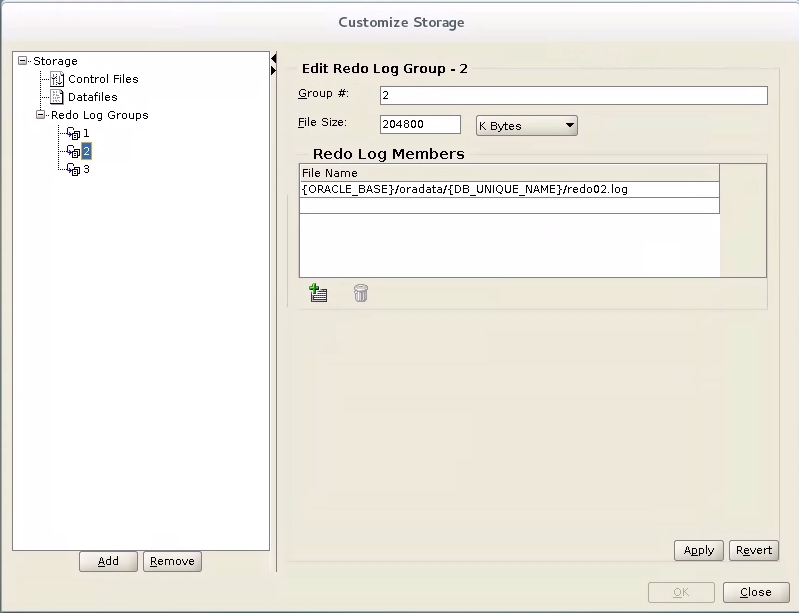 Customize Storage
Storage
Control Files
Datafiles
Redo Log Groups
1
2
3
Add
Remove
Edit Redo Log Group - 2
Group #:
2
File Size:
204800
K Bytes
Redo Log Members
File Name
{ORACLE_BASE}/oradata/{DB_UNIQUE_NAME}/redo02.log
Apply
Revert
OK
Close